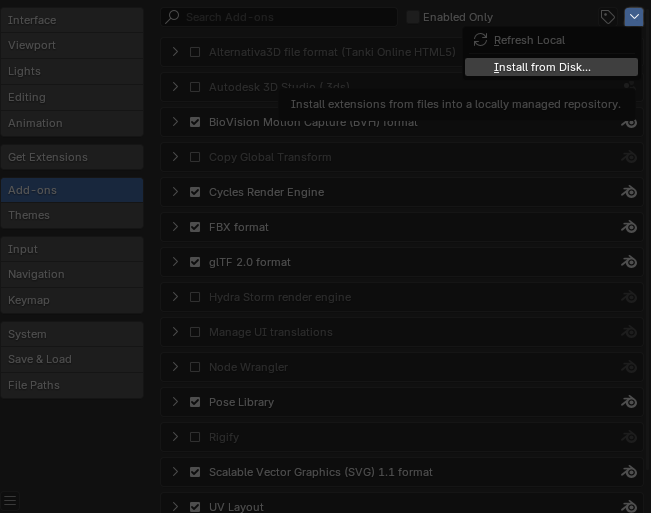 Interface
Viewport
Lights
Editing
Animation
Get Extensions
Add-ons
Themes
Input
Navigation
Keymap
System
Save & Load
File Paths
Search Add-ons
Enabled Only
Refresh Local
Install from Disk...
Install extensions from files into a locally managed repository.
Alternativa3D file format (Tanki Online HTML5)
Autodesk 3D Studio (.3ds)
BioVision Motion Capture (BVH) format
Copy Global Transform
Cycles Render Engine
FBX format
glTF 2.0 format
Hydra Storm render engine
Manage UI translations
Node Wrangler
Pose Library
Rigify
Scalable Vector Graphics (SVG) 1.1 format
UV Layout